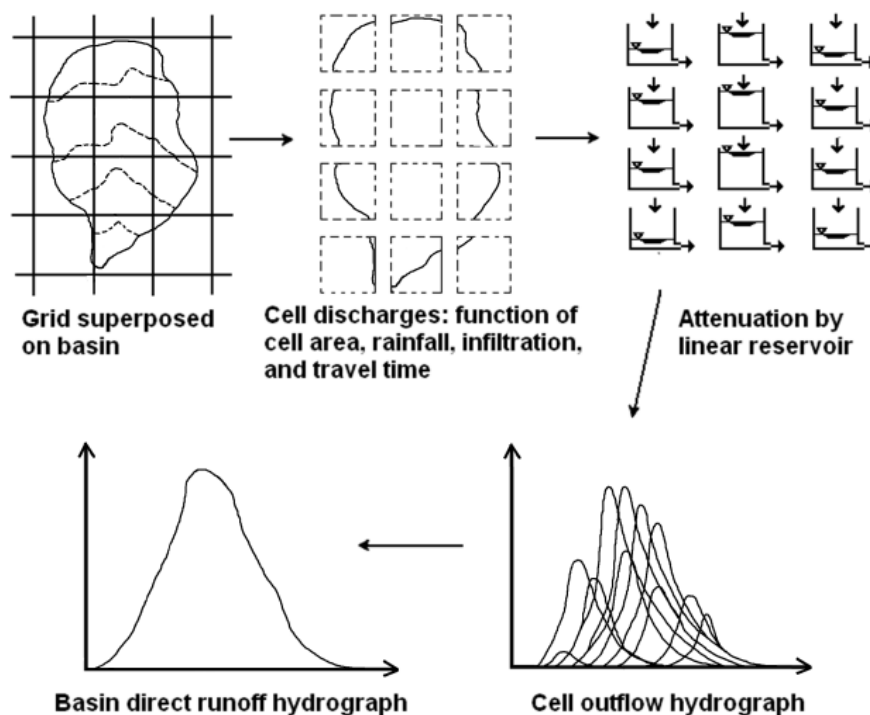 Grid superposed
on basin
Cell discharges: function of
cell area, rainfall, infiltration,
and travel time
Attenuation by
linear reservoir
Basin direct runoff hydrograph
Cell outflow hydrograph